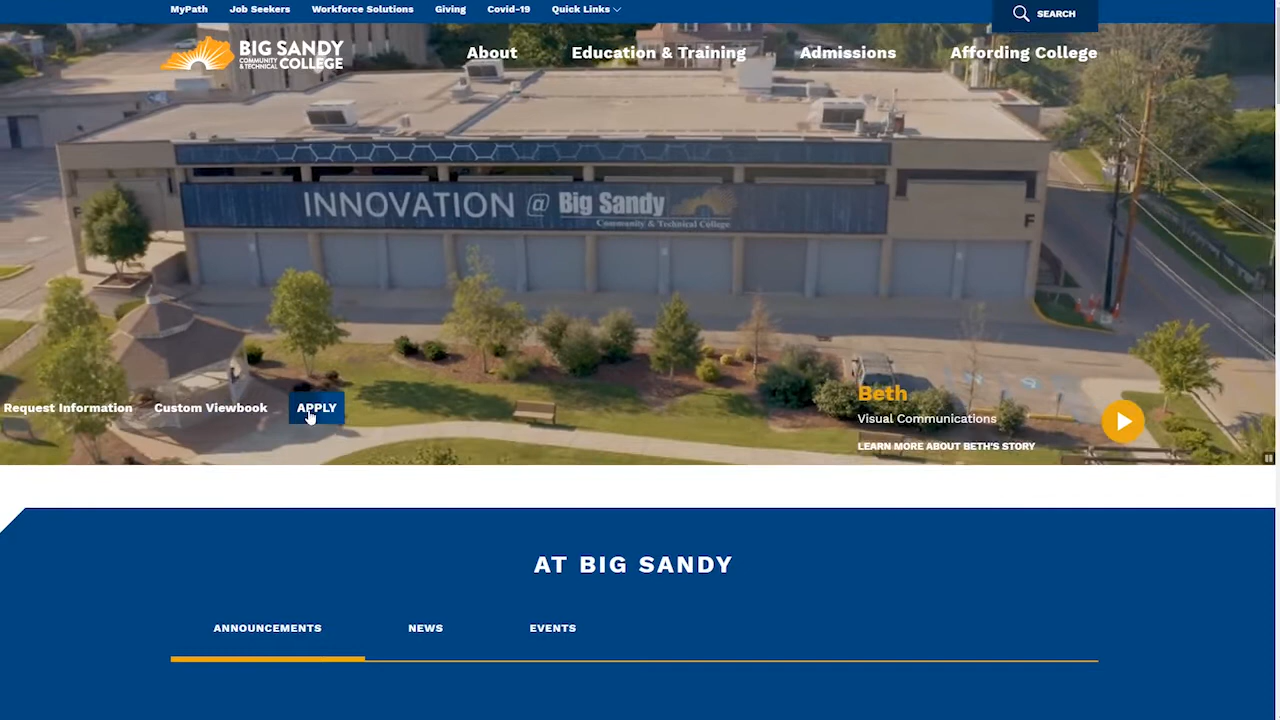 MyPath
Job Seekers
Workforce Solutions
Giving
Covid-19
Quick Links
SEARCH
BIG SANDY
COMMUNITY
& TECHNICAL
COLLEGE
About
Education & Training
Admissions
Affording College
INNOVATION @ Big Sandy
Community & Technical College
F
Request Information
Custom Viewbook
APPLY
Beth
Visual Communications
LEARN MORE ABOUT BETH'S STORY
AT BIG SANDY
ANNOUNCEMENTS
NEWS
EVENTS